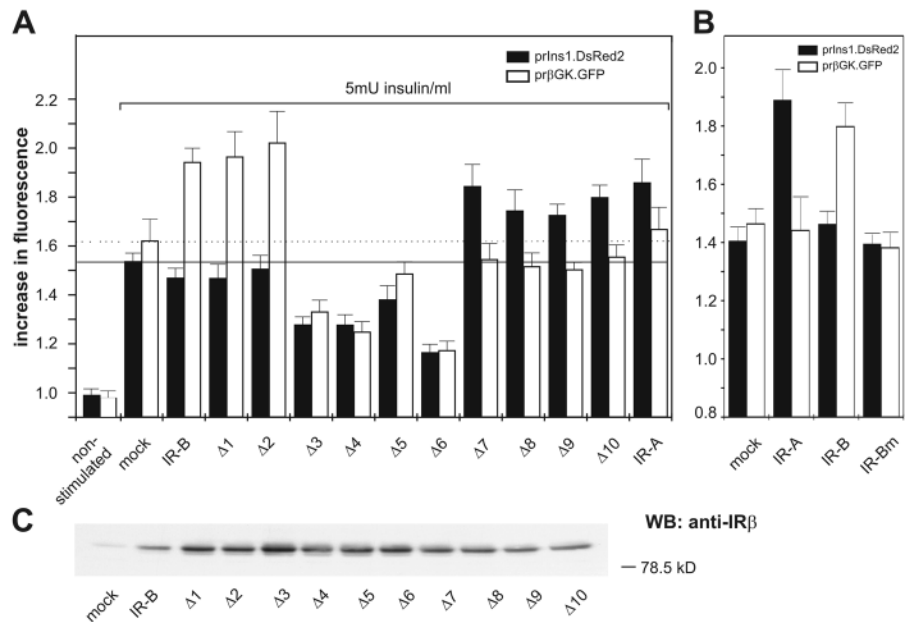 A
B
prIns1.DsRed2
prβGK.GFP
5mU insulin/ml
increase in fluorescence
2.2
2.0
1.8
1.6
1.4
1.2
1.0
non-
stimulated
mock
IR-B
Δ1
Δ2
Δ3
Δ4
Δ5
Δ6
Δ7
Δ8
Δ9
Δ10
IR-A
prIns1.DsRed2
prβGK.GFP
2.0
1.8
1.6
1.4
1.2
1.0
0.8
mock
IR-A
IR-B
IR-Bm
C
WB: anti-IRβ
— 78.5 kD
mock
IR-B
Δ1
Δ2
Δ3
Δ4
Δ5
Δ6
Δ7
Δ8
Δ9
Δ10